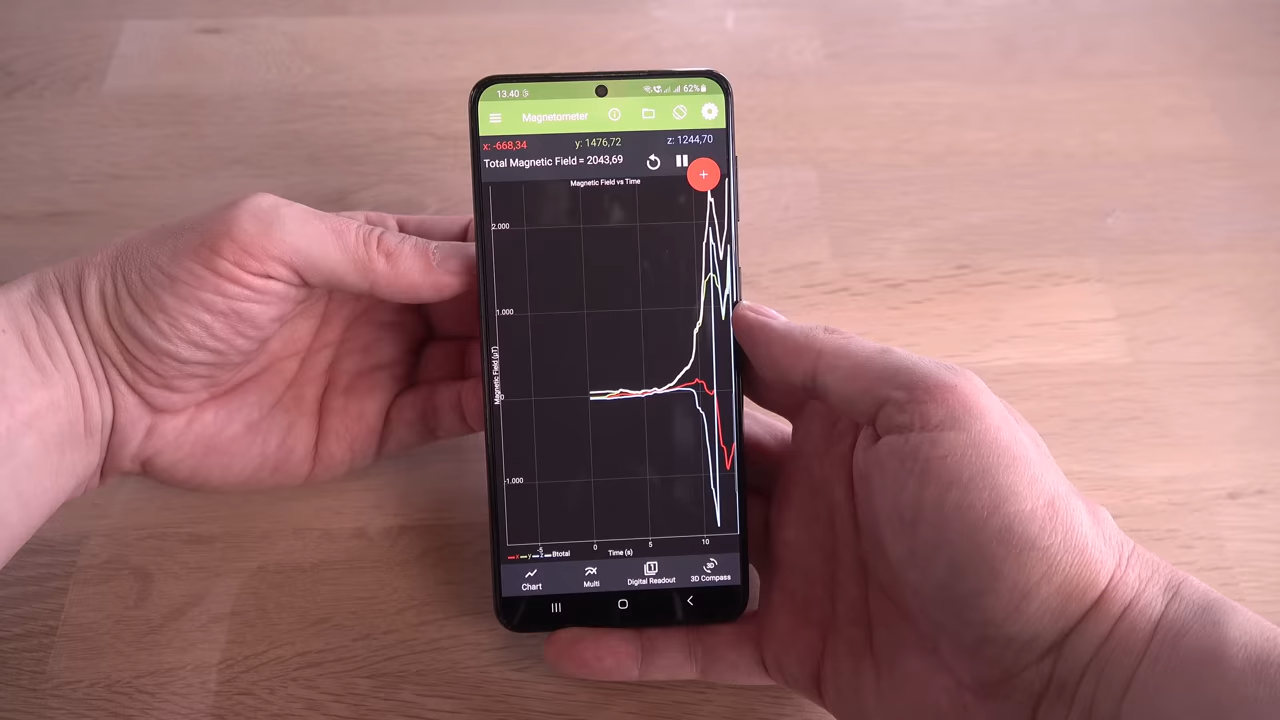 13.40 62%
Magnetometer
x: -668,34 y: 1476,72 z: 1244,70
Total Magnetic Field = 2043,69
+
Magnetic Field vs Time
2.000
1.000
0
-1.000
Magnetic Field (µT)
-5 0 5 10
x y z Btotal Time (s)
1 3D
Chart Multi Digital Readout 3D Compass